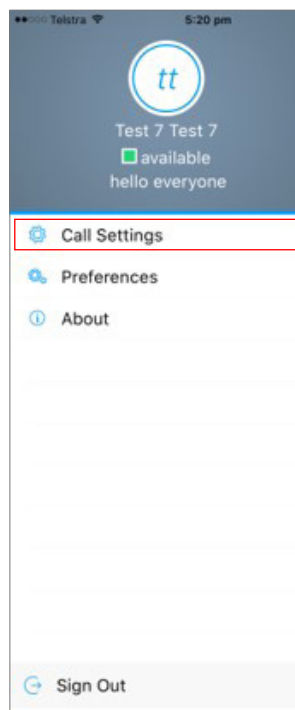 Telstra 5:20 pm
tt
Test 7 Test 7
available
hello everyone
Call Settings
Preferences
About
Sign Out